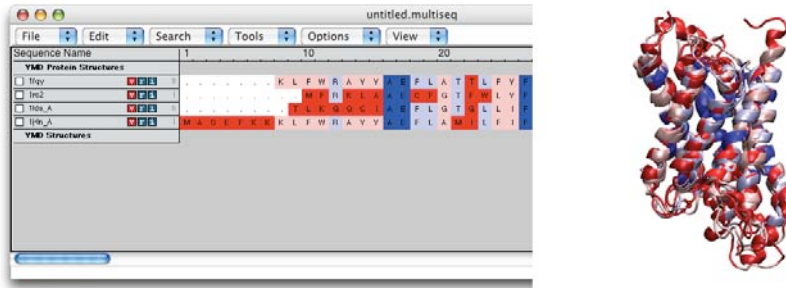 untitled.multiseq
File Edit Search Tools Options View
Sequence Name 1 10 20
VMD Protein Structures
1fqy . . . . . . . K L F W R A V V A E F L A T T L F V F
1rc2 . . . . . . . . . M F R K L A A E C F G T F W L V F
1lda_A . . . . . . . . T L K G Q C I A E F L G T G L L I F
1j4n_A M A S E F K K K L F W R A V V A E F L A M I L F I F
VMD Structures